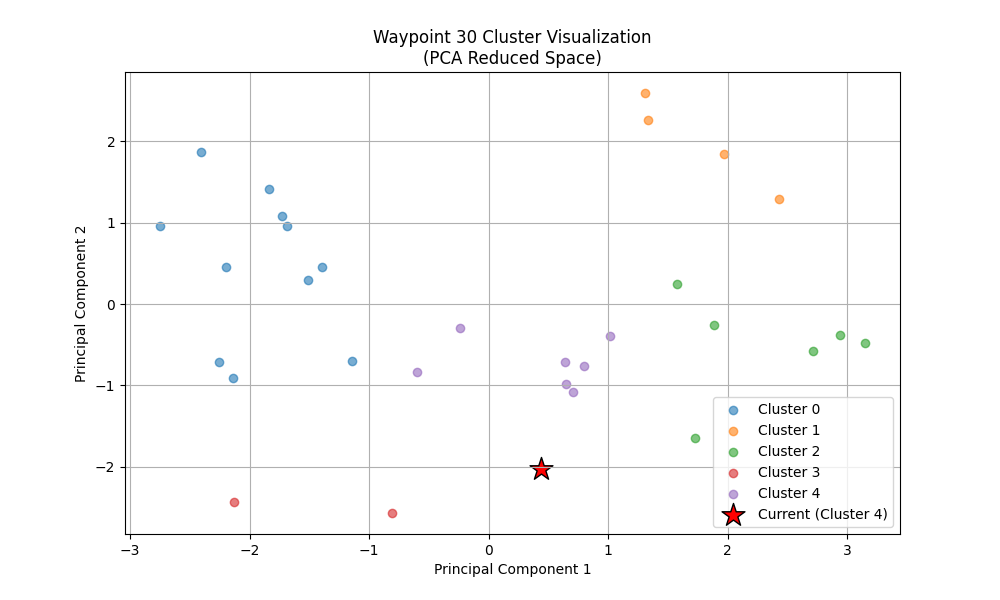 Waypoint 30 Cluster Visualization
(PCA Reduced Space)
Principal Component 2
2
1
0
−1
−2
−3
−2
−1
0
1
2
3
Principal Component 1
Cluster 0
Cluster 1
Cluster 2
Cluster 3
Cluster 4
Current (Cluster 4)